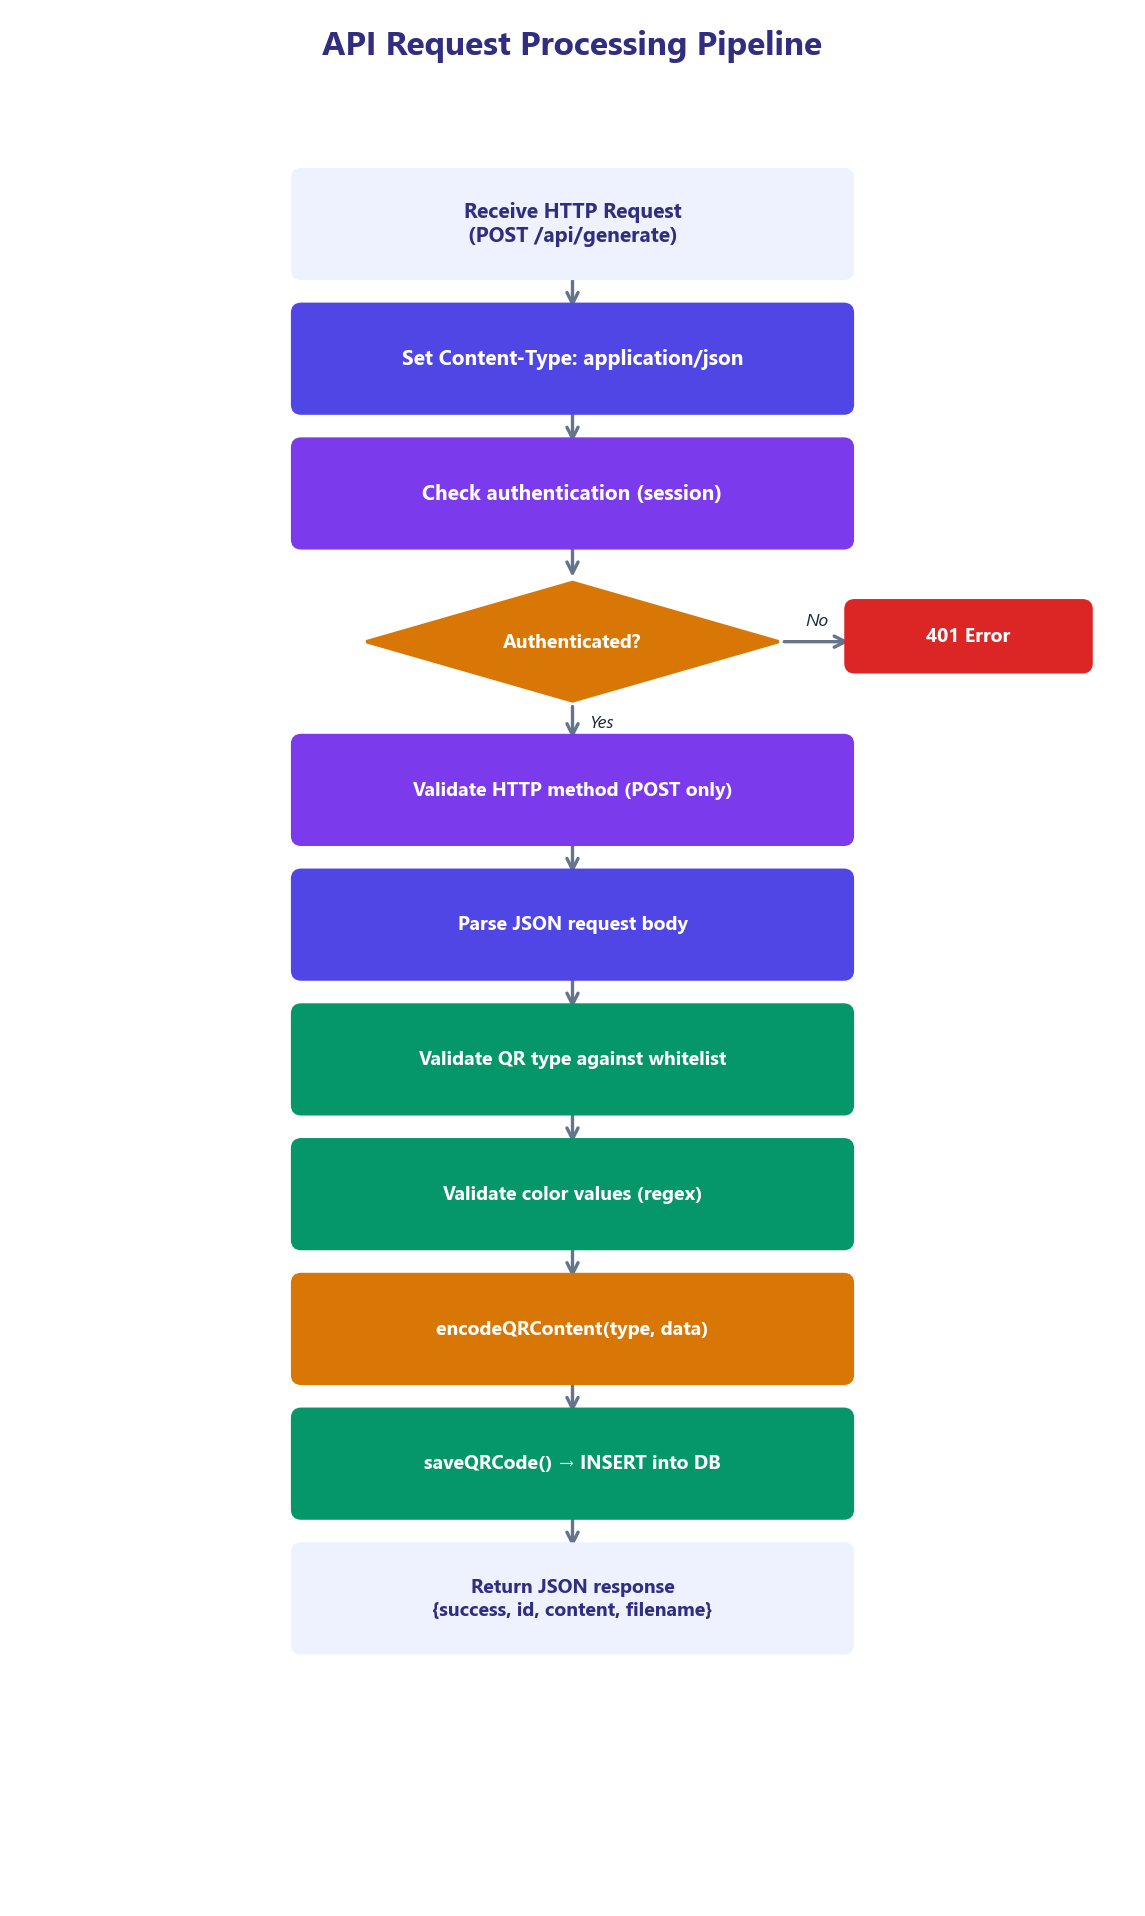 API Request Processing Pipeline
Receive HTTP Request
(POST /api/generate)
Set Content-Type: application/json
Check authentication (session)
Authenticated?
No
401 Error
Yes
Validate HTTP method (POST only)
Parse JSON request body
Validate QR type against whitelist
Validate color values (regex)
encodeQRContent(type, data)
saveQRCode() → INSERT into DB
Return JSON response
{success, id, content, filename}